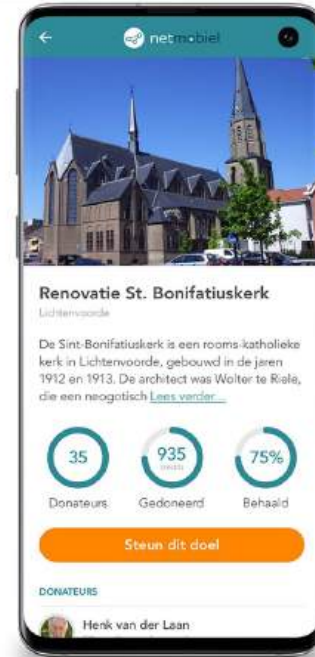 netmobiel
Renovatie St. Bonifatiuskerk
Lichtenvoorde
De Sint-Bonifatiuskerk is een rooms-katholieke
kerk in Lichtenvoorde, gebouwd in de jaren
1912 en 1913. De architect was Wolter te Riele,
die een neogotisch Lees verder...
35
935
75%
Donateurs
Gedoneerd
Behaald
Steun dit doel
DONATEURS
Henk van der Laan